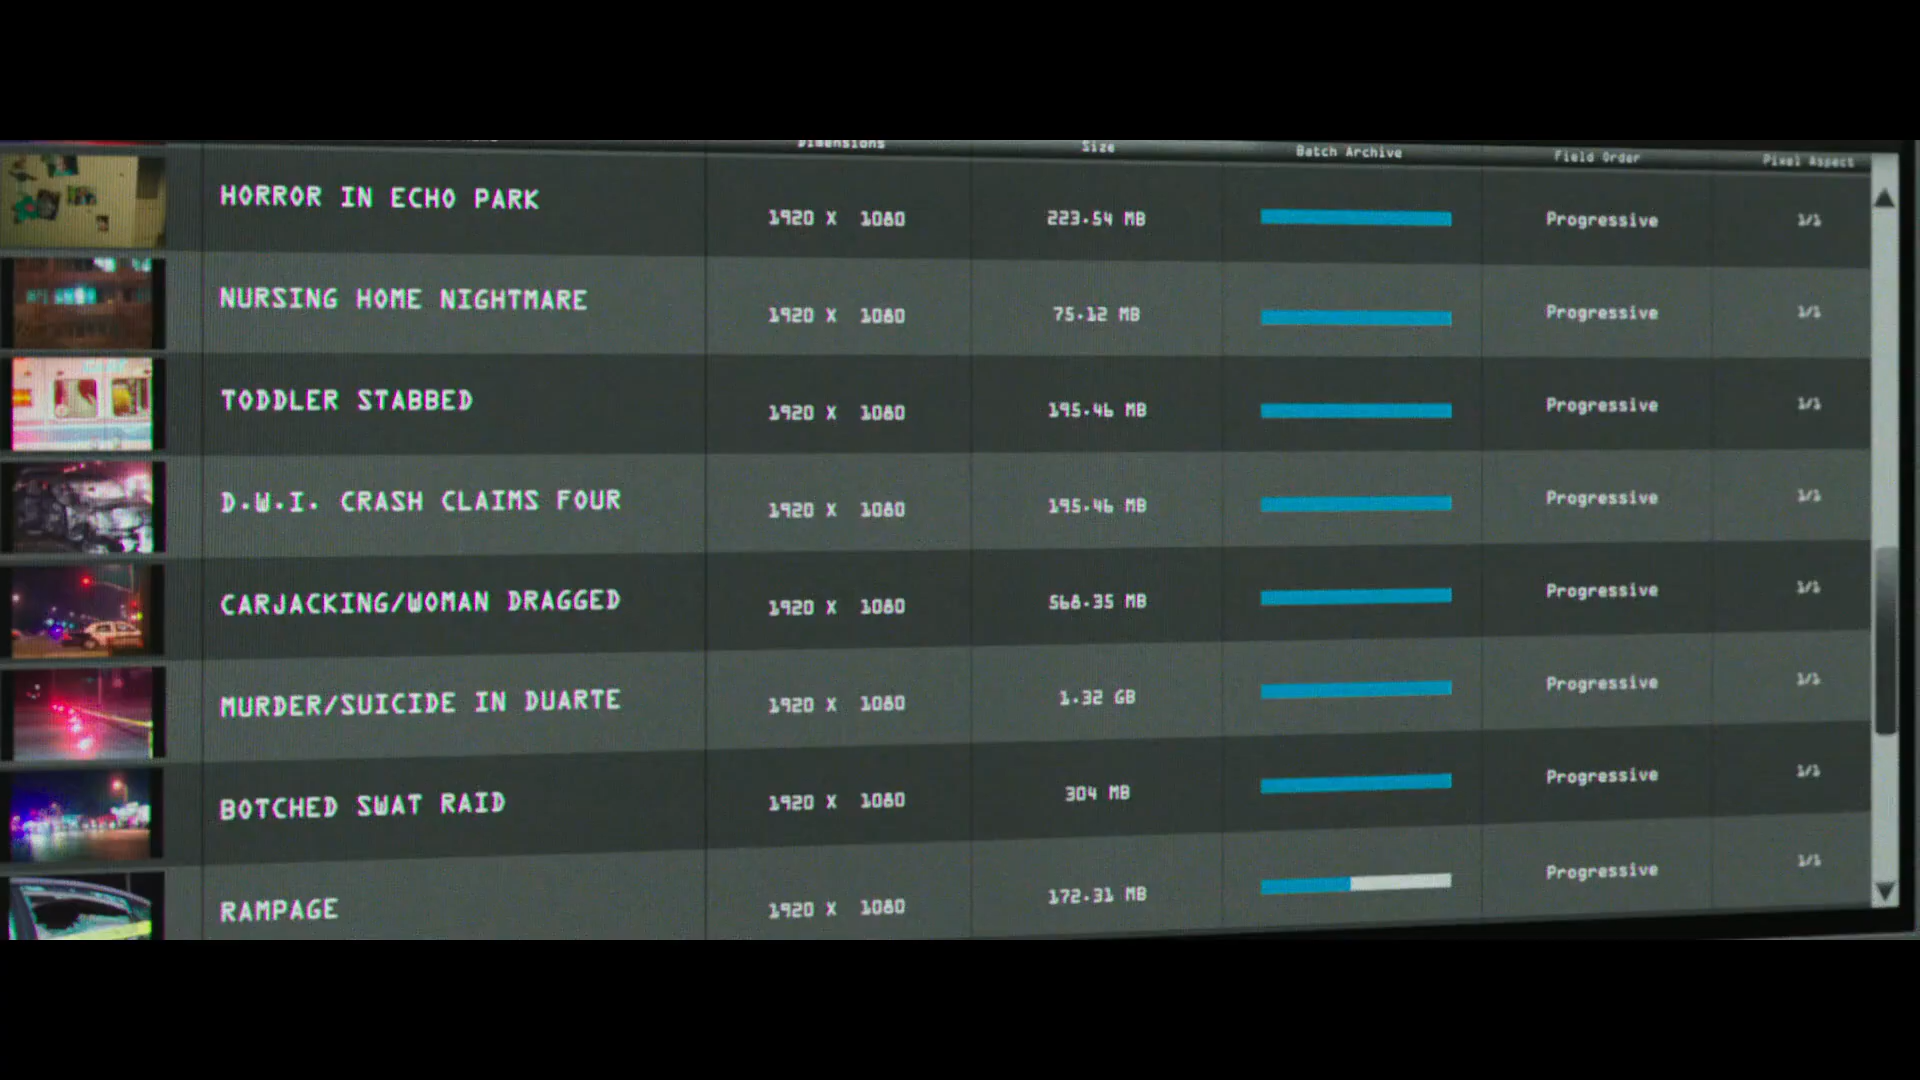 Dimensions Size Batch Archive Field Order Pixel Aspect
HORROR IN ECHO PARK 1920 X 1080 223.54 MB Progressive 1/1
NURSING HOME NIGHTMARE 1920 X 1080 75.12 MB Progressive 1/1
TODDLER STABBED 1920 X 1080 195.46 MB Progressive 1/1
D.W.I. CRASH CLAIMS FOUR 1920 X 1080 195.46 MB Progressive 1/1
CARJACKING/WOMAN DRAGGED 1920 X 1080 568.35 MB Progressive 1/1
MURDER/SUICIDE IN DUARTE 1920 X 1080 1.32 GB Progressive 1/1
BOTCHED SWAT RAID 1920 X 1080 304 MB Progressive 1/1
RAMPAGE 1920 X 1080 172.31 MB Progressive 1/1